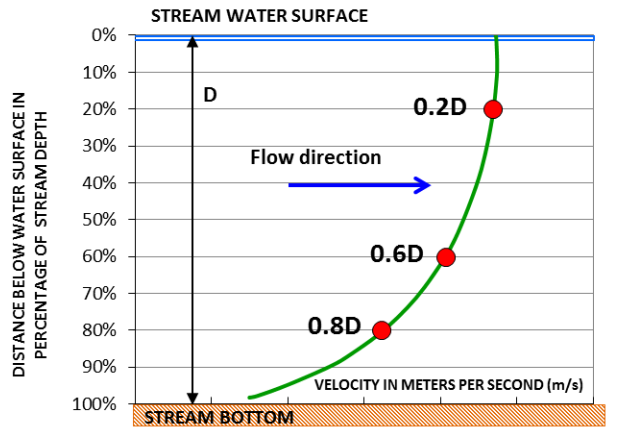 STREAM WATER SURFACE
0%
10%
D
0.2D
20%
30%
Flow direction
40%
50%
0.6D
60%
70%
0.8D
80%
90%
VELOCITY IN METERS PER SECOND (m/s)
100%
STREAM BOTTOM
DISTANCE BELOW WATER SURFACE IN
PERCENTAGE OF STREAM DEPTH